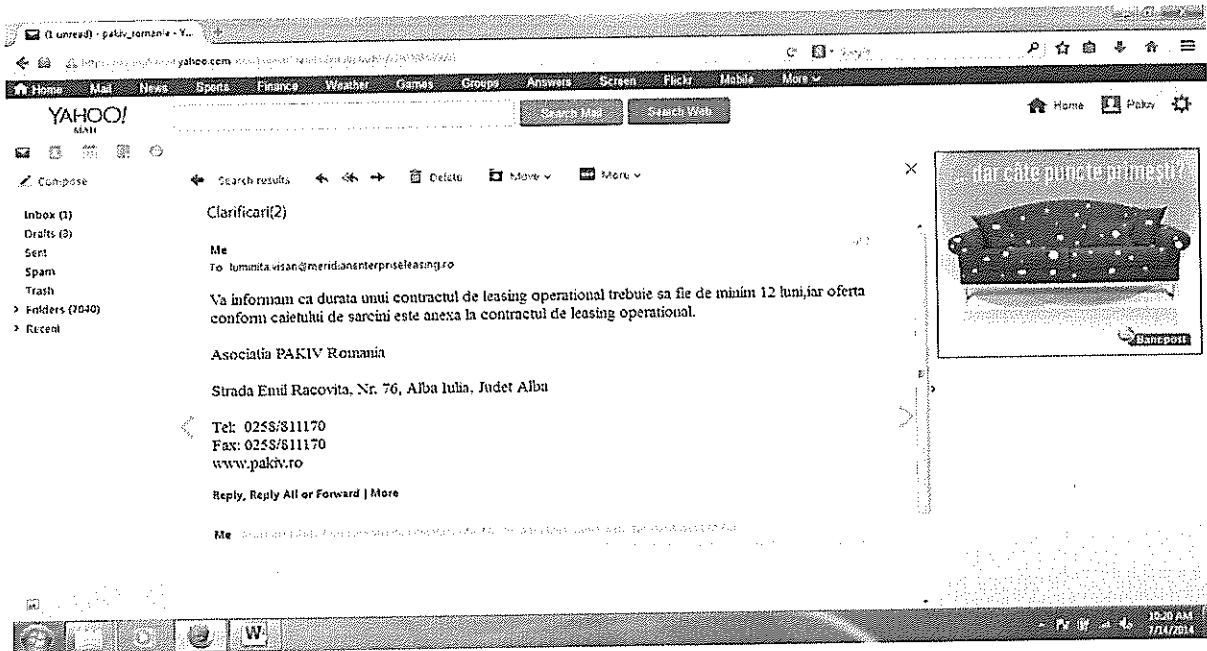 (1 unread) - pakiv_romania - Y...
yahoo.com
Home Mail News Sports Finance Weather Games Groups Answers Screen Flickr Mobile More
YAHOO!
MAIL
Search Mail
Search Web
Home
Pakiv
Compose
Search results
Delete
Move
More
... dar câte puncte primești?
Inbox (1)
Drafts (3)
Sent
Spam
Trash
Folders (7040)
Recent
Clarificari(2)
Me
To luminita.visan@meridiansnterpriseleasing.ro
Va informam ca durata unui contractul de leasing operational trebuie sa fie de minim 12 luni,iar oferta
conform caietului de sarcini este anexa la contractul de leasing operational.
Asociatia PAKIV Romania
Strada Emil Racovita, Nr. 76, Alba Iulia, Judet Alba
Tel: 0258/811170
Fax: 0258/811170
www.pakiv.ro
Reply, Reply All or Forward | More
Me
Bancpost
W
10:20 AM
7/14/2014